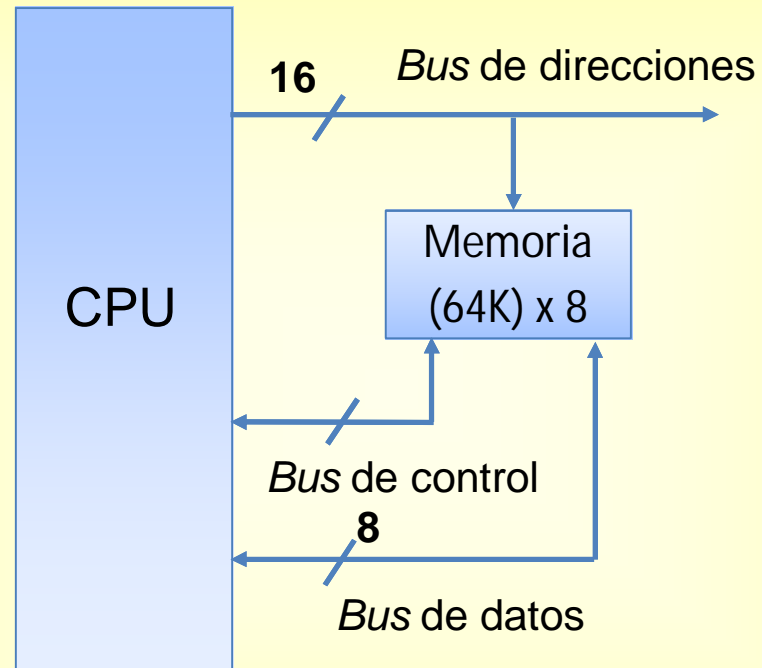 16
Bus de direcciones
CPU
Memoria
(64K) x 8
Bus de control
8
Bus de datos